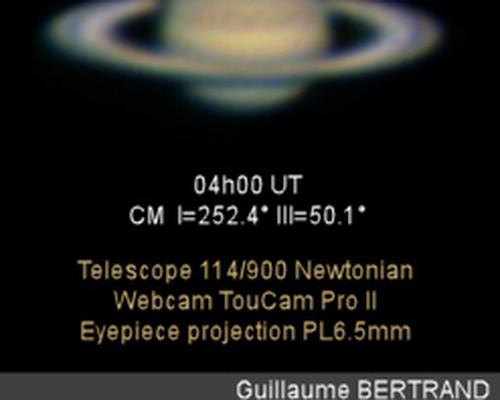 04h00 UT
CM I=252.4° III=50.1°
Telescope 114/900 Newtonian
Webcam TouCam Pro II
Eyepiece projection PL6.5mm
Guillaume BERTRAND